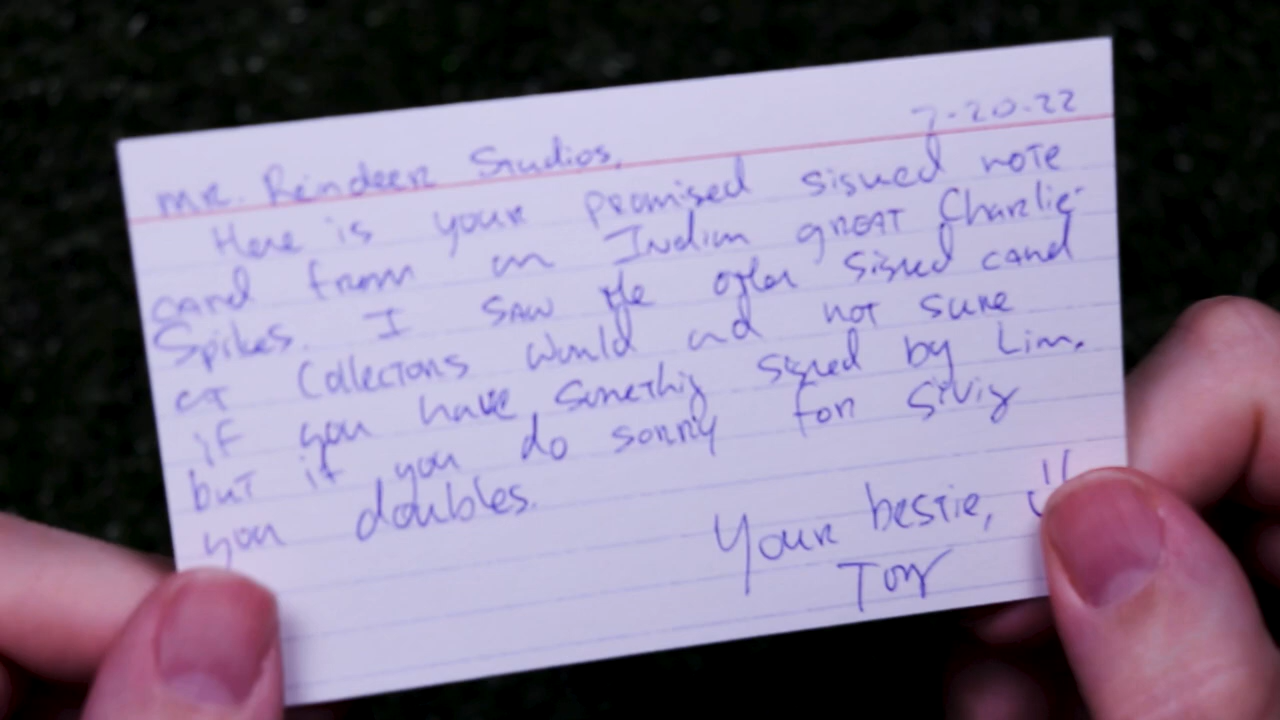 7-20-22
Mr. Reindeer Studios,
Here is your promised signed note
card from an Indian great Charlie
Spikes. I saw the other signed card
at Collectors World and not sure
if you have something signed by him,
but if you do sorry for giving
you doubles.
Your bestie,
Tony